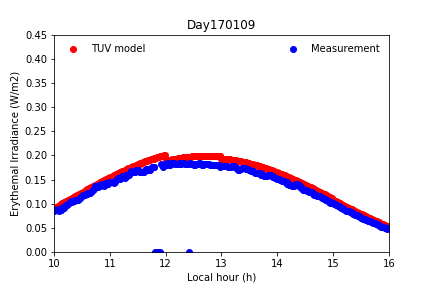 Day170109
TUV model
Measurement
0.45
0.40
0.35
0.30
0.25
0.20
0.15
0.10
0.05
0.00
Erythemal Irradiance (W/m2)
10 11 12 13 14 15 16
Local hour (h)